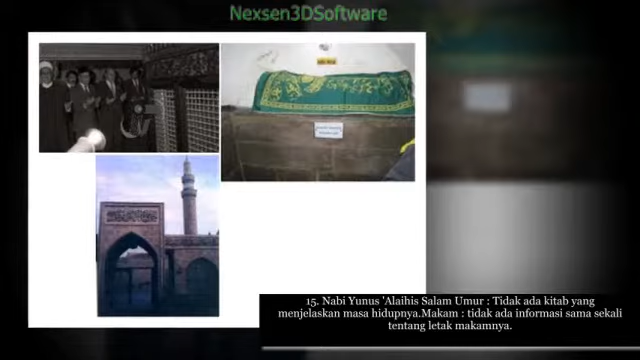 Nexsen3DSoftware
15. Nabi Yunus 'Alaihis Salam Umur : Tidak ada kitab yang
menjelaskan masa hidupnya.Makam : tidak ada informasi sama sekali
tentang letak makamnya.